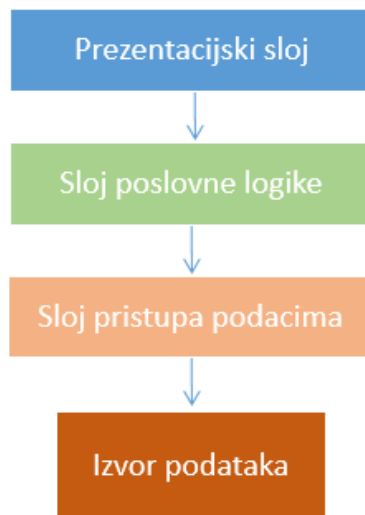 Prezentacijski sloj
Sloj poslovne logike
Sloj pristupa podacima
Izvor podataka